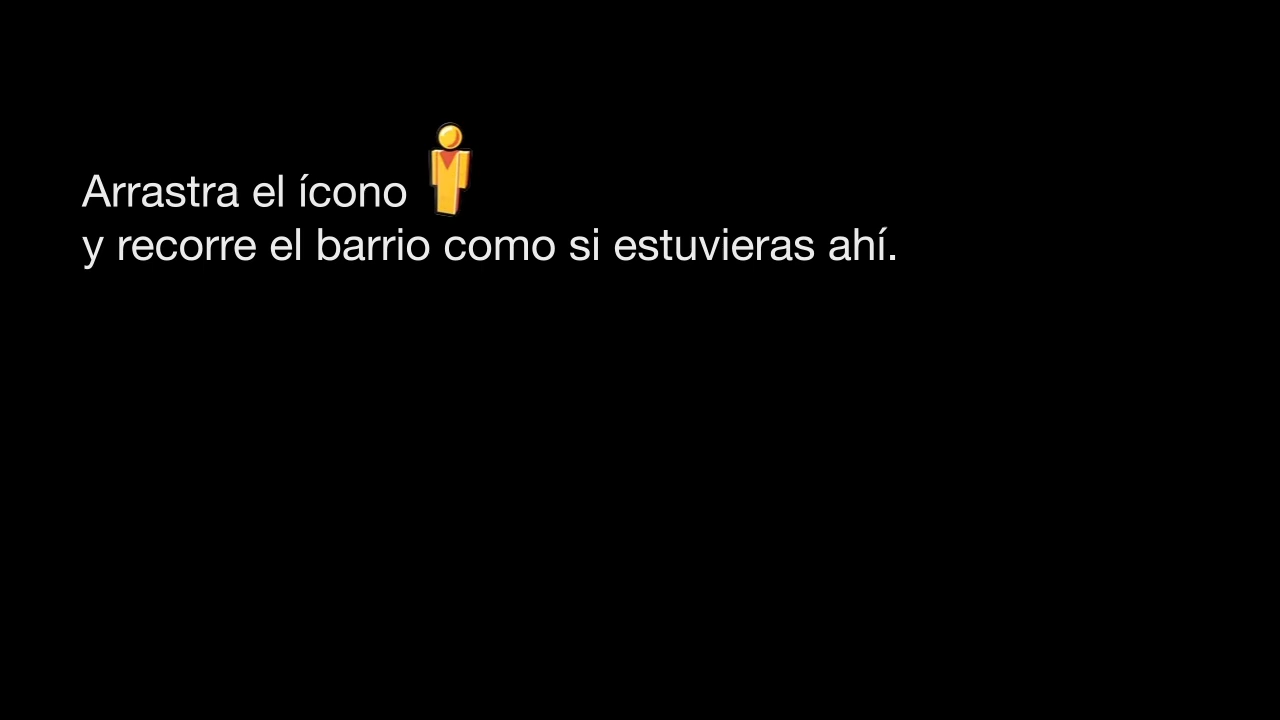 Arrastra el ícono
y recorre el barrio como si estuvieras ahí.